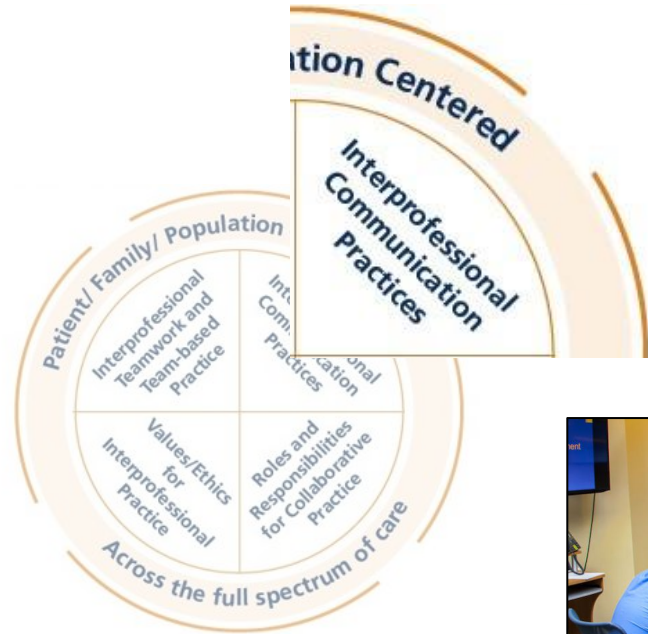 ation Centered
Interprofessional
Communication
Practices
Patient/ Family/ Population
Interprofessional
Teamwork and
Team-based
Practice
Practices
Values/Ethics
for
Interprofessional
Practice
Roles and
Responsibilities
for Collaborative
Practice
Across the full spectrum of care